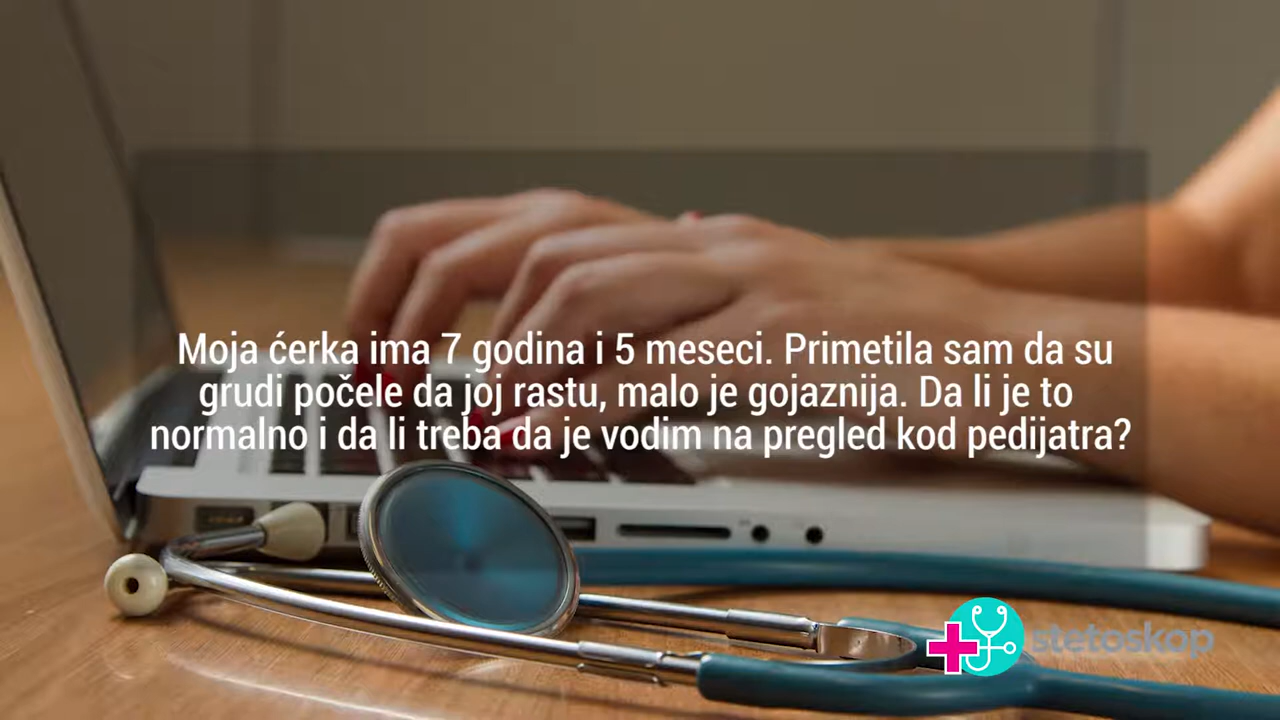 Moja ćerka ima 7 godina i 5 meseci. Primetila sam da su
grudi počele da joj rastu, malo je gojaznija. Da li je to
normalno i da li treba da je vodim na pregled kod pedijatra?
stetoskop